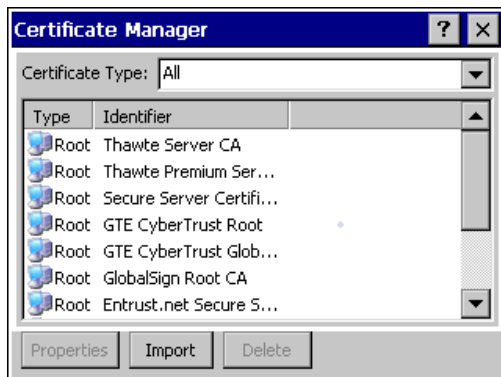 Certificate Manager ? ×
Certificate Type: All
Type Identifier
Root Thawte Server CA
Root Thawte Premium Ser...
Root Secure Server Certifi...
Root GTE CyberTrust Root
Root GTE CyberTrust Glob...
Root GlobalSign Root CA
Root Entrust.net Secure S...
Properties Import Delete